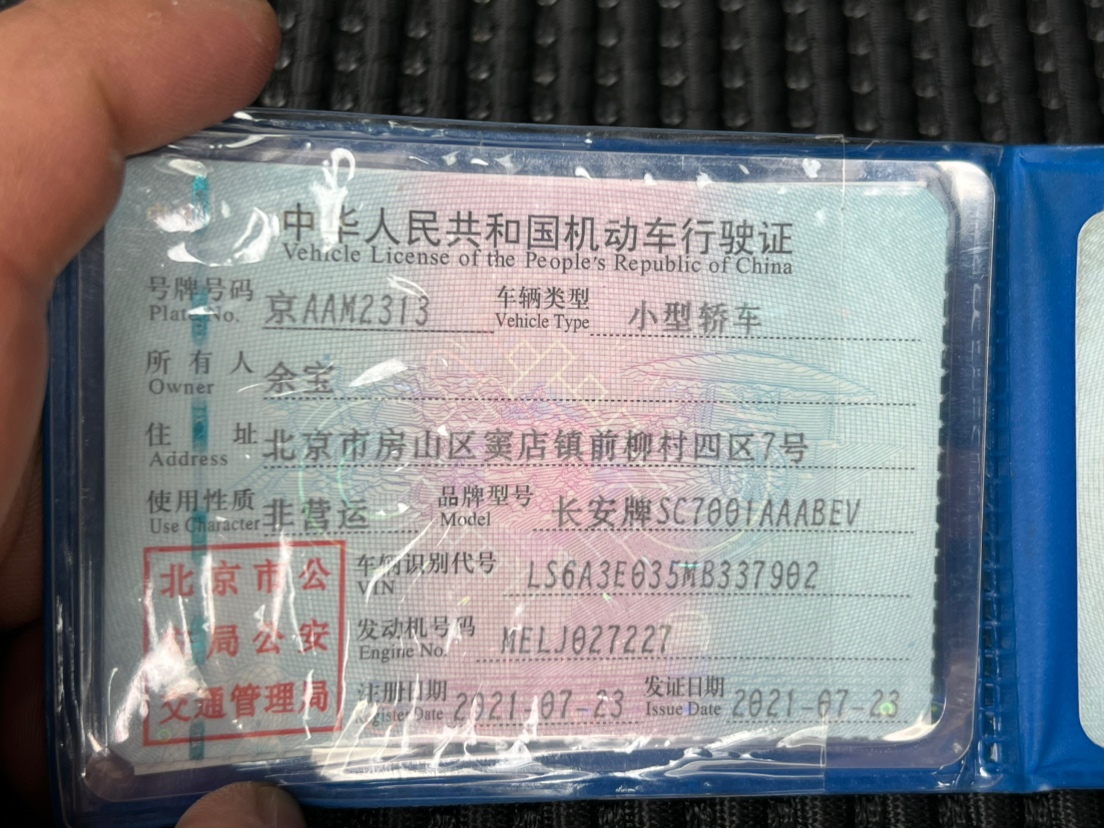 中华人民共和国机动车行驶证
Vehicle License of the People's Republic of China
号牌号码 京AAM2313 车辆类型 小型轿车
Plate No. Vehicle Type
所有人 余宝
Owner
住址 北京市房山区窦店镇前柳村四区7号
Address
使用性质 非营运 品牌型号 长安牌SC7001AAABEV
Use Character Model
北京市公 车辆识别代号 LS6A3E035MB337902
VIN
局公安 发动机号码 MELJ027227
Engine No.
交通管理局 注册日期 2021-07-23 发证日期 2021-07-23
Register Date Issue Date